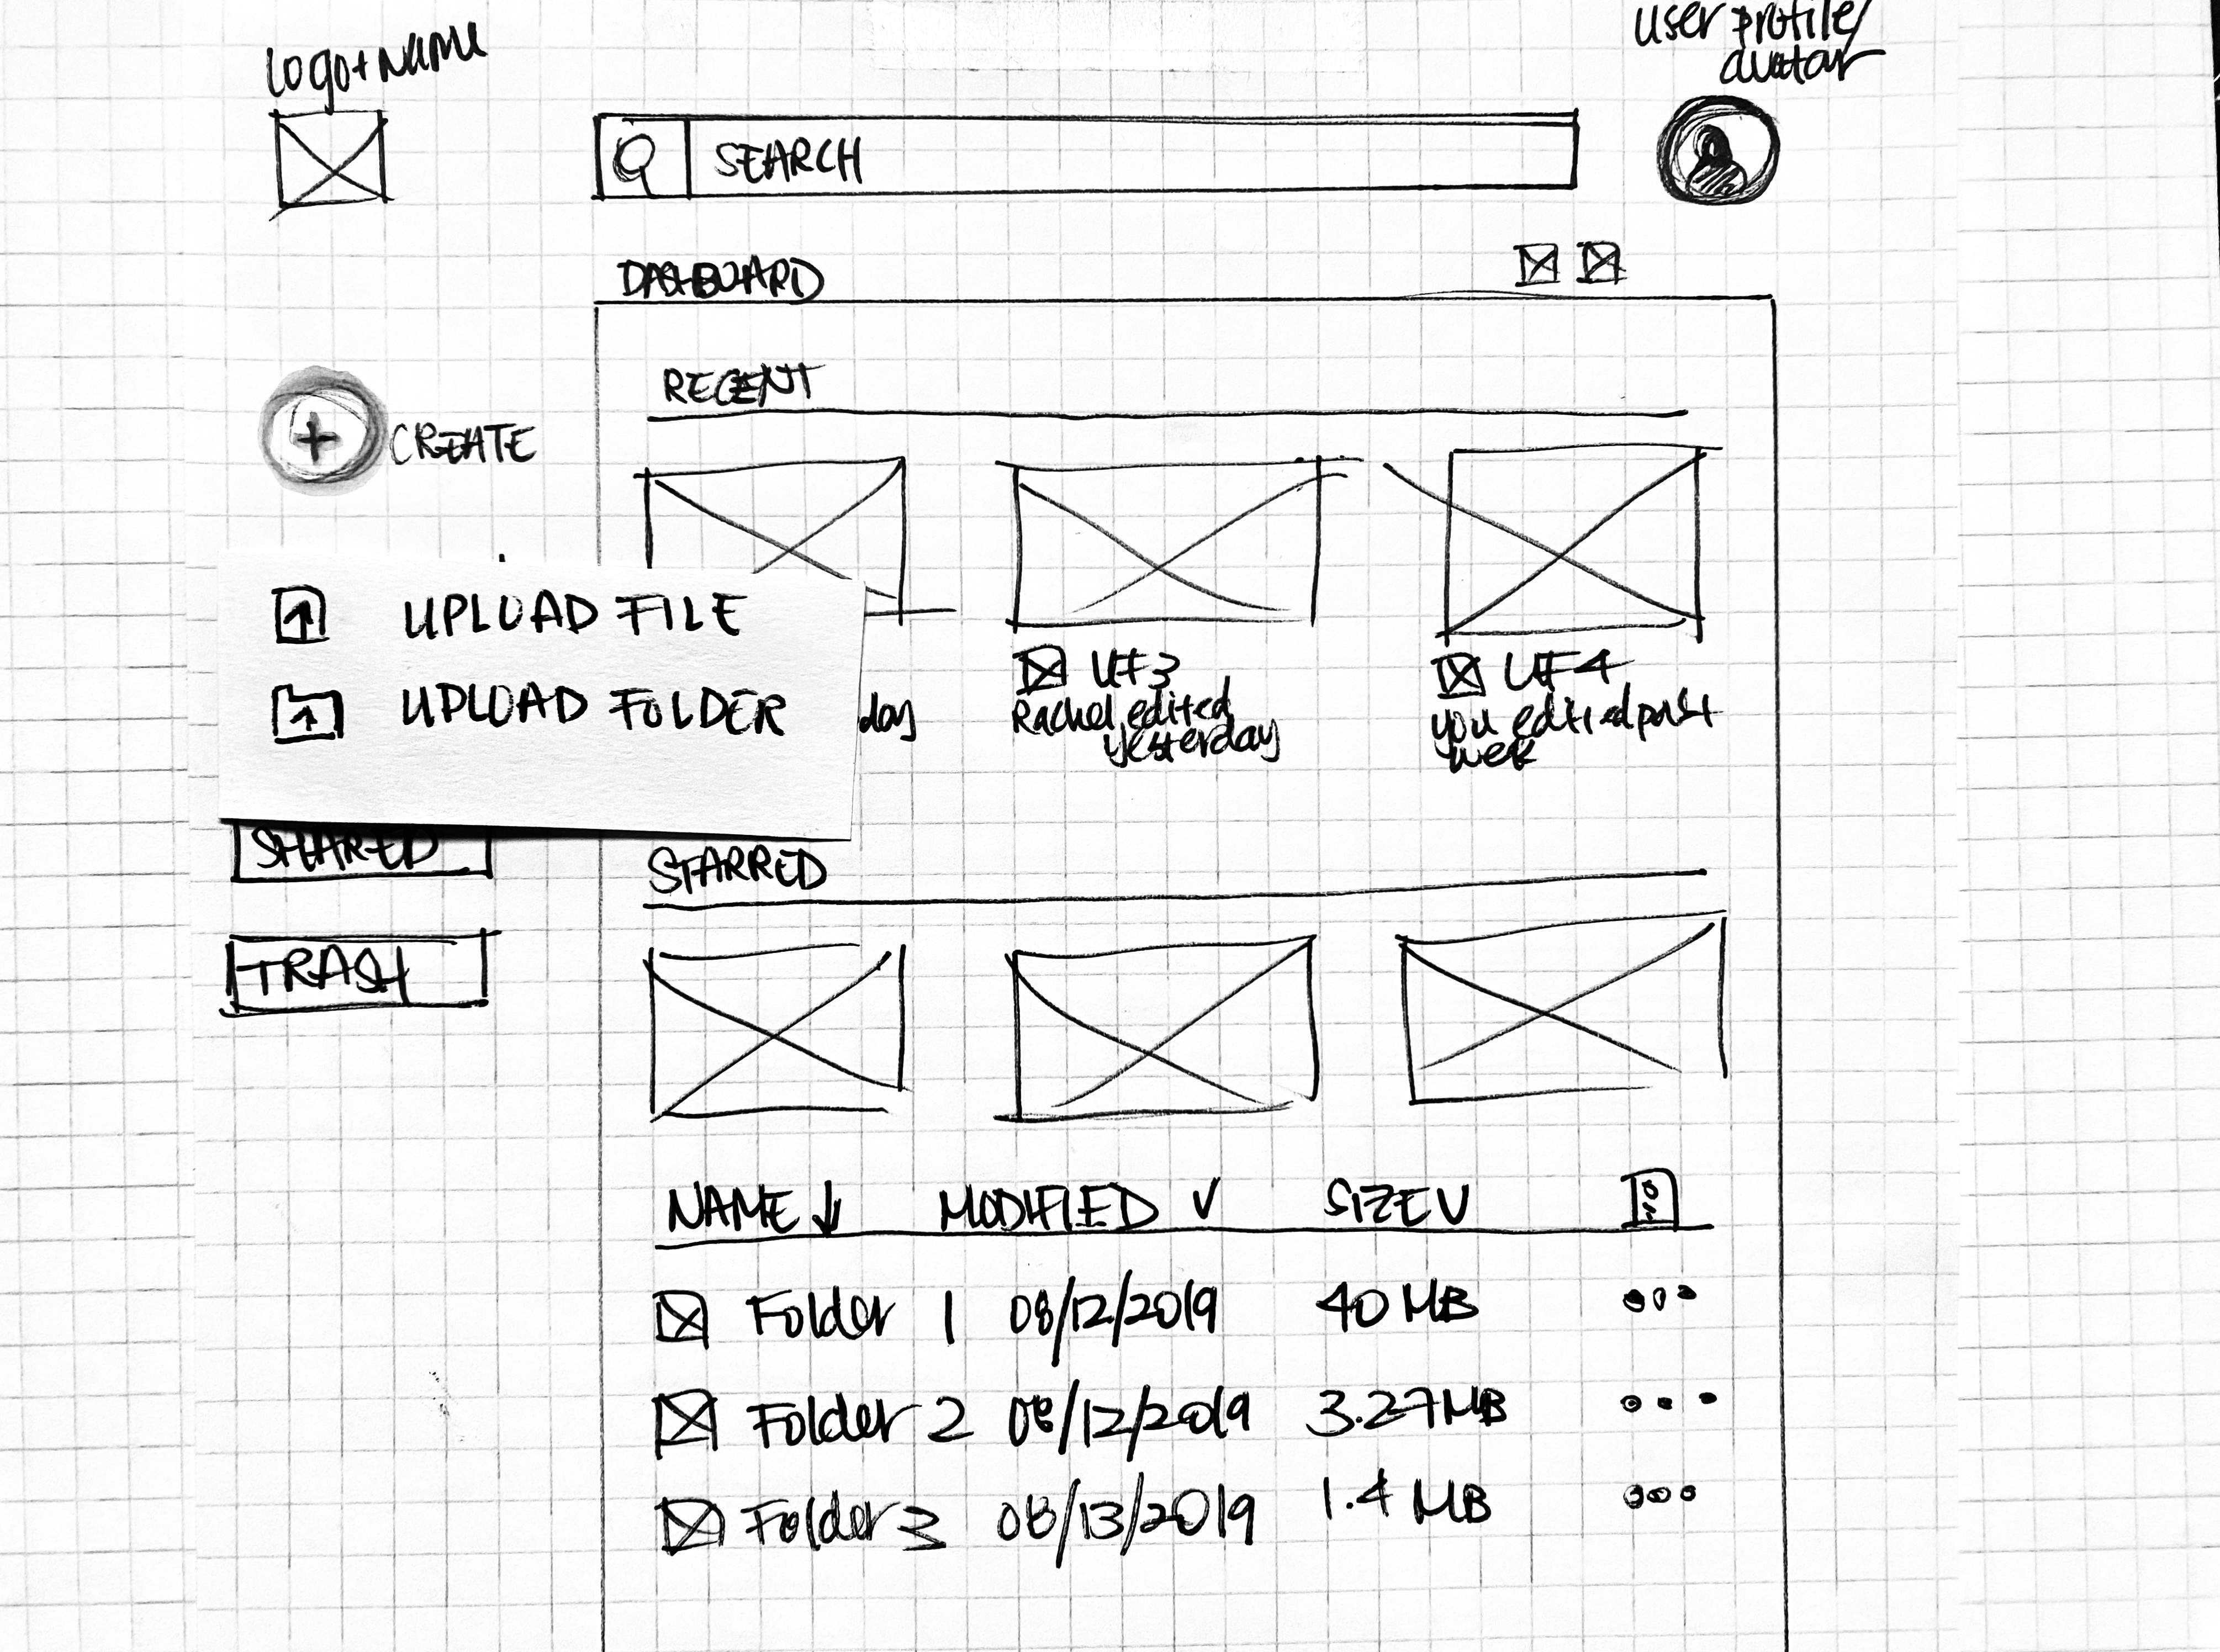 logo+NAME
user profile/
avatar
SEARCH
DASHBOARD
RECENT
+ CREATE
UPLOAD FILE
UPLOAD FOLDER
day
UF3
Rachel edited
yesterday
UF4
you edited past
week
SHARED
STARRED
TRASH
NAME MODIFIED SIZE
Folder 1 08/12/2019 40 MB
Folder 2 08/12/2019 3.27MB
Folder 3 08/13/2019 1.4 MB